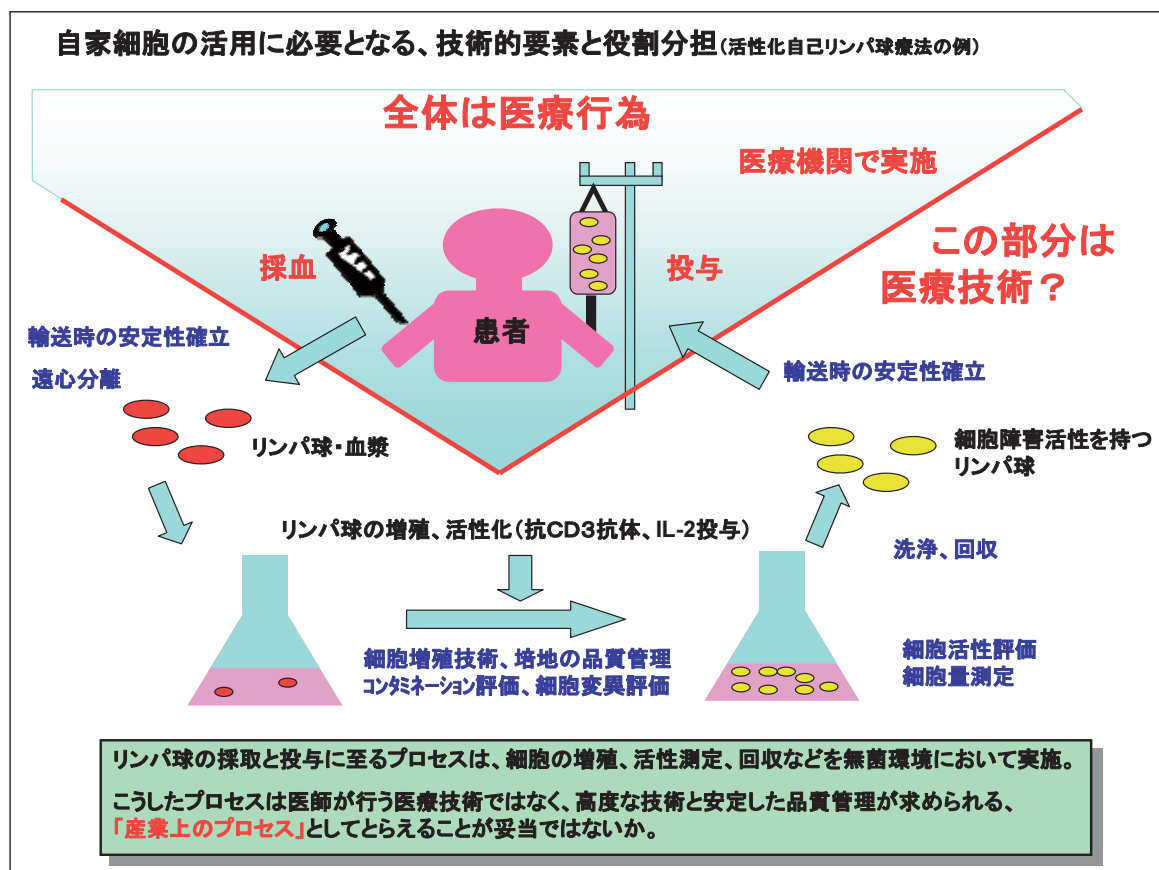 自家細胞の活用に必要となる、技術的要素と役割分担(活性化自己リンパ球療法の例)
全体は医療行為
医療機関で実施
この部分は
医療技術？
採血
投与
患者
輸送時の安定性確立
遠心分離
リンパ球・血漿
輸送時の安定性確立
細胞障害活性を持つ
リンパ球
リンパ球の増殖、活性化(抗CD3抗体、IL-2投与)
洗浄、回収
細胞増殖技術、培地の品質管理
コンタミネーション評価、細胞変異評価
細胞活性評価
細胞量測定
リンパ球の採取と投与に至るプロセスは、細胞の増殖、活性測定、回収などを無菌環境において実施。
こうしたプロセスは医師が行う医療技術ではなく、高度な技術と安定した品質管理が求められる、
「産業上のプロセス」としてとらえることが妥当ではないか。